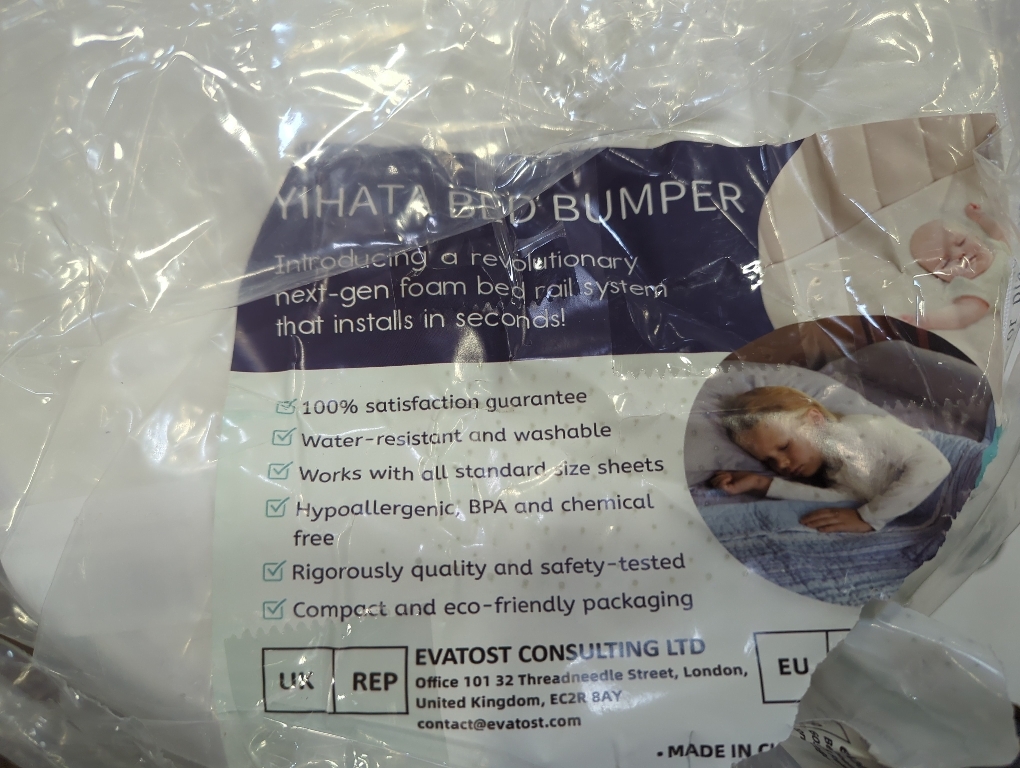 YIHATA BED BUMPER
Introducing a revolutionary
next-gen foam bed rail system
that installs in seconds!
100% satisfaction guarantee
Water-resistant and washable
Works with all standard size sheets
Hypoallergenic, BPA and chemical
free
Rigorously quality and safety-tested
Compact and eco-friendly packaging
UK REP
EVATOST CONSULTING LTD
Office 101 32 Threadneedle Street, London,
United Kingdom, EC2R 8AY
contact@evatost.com
EU
• MADE IN